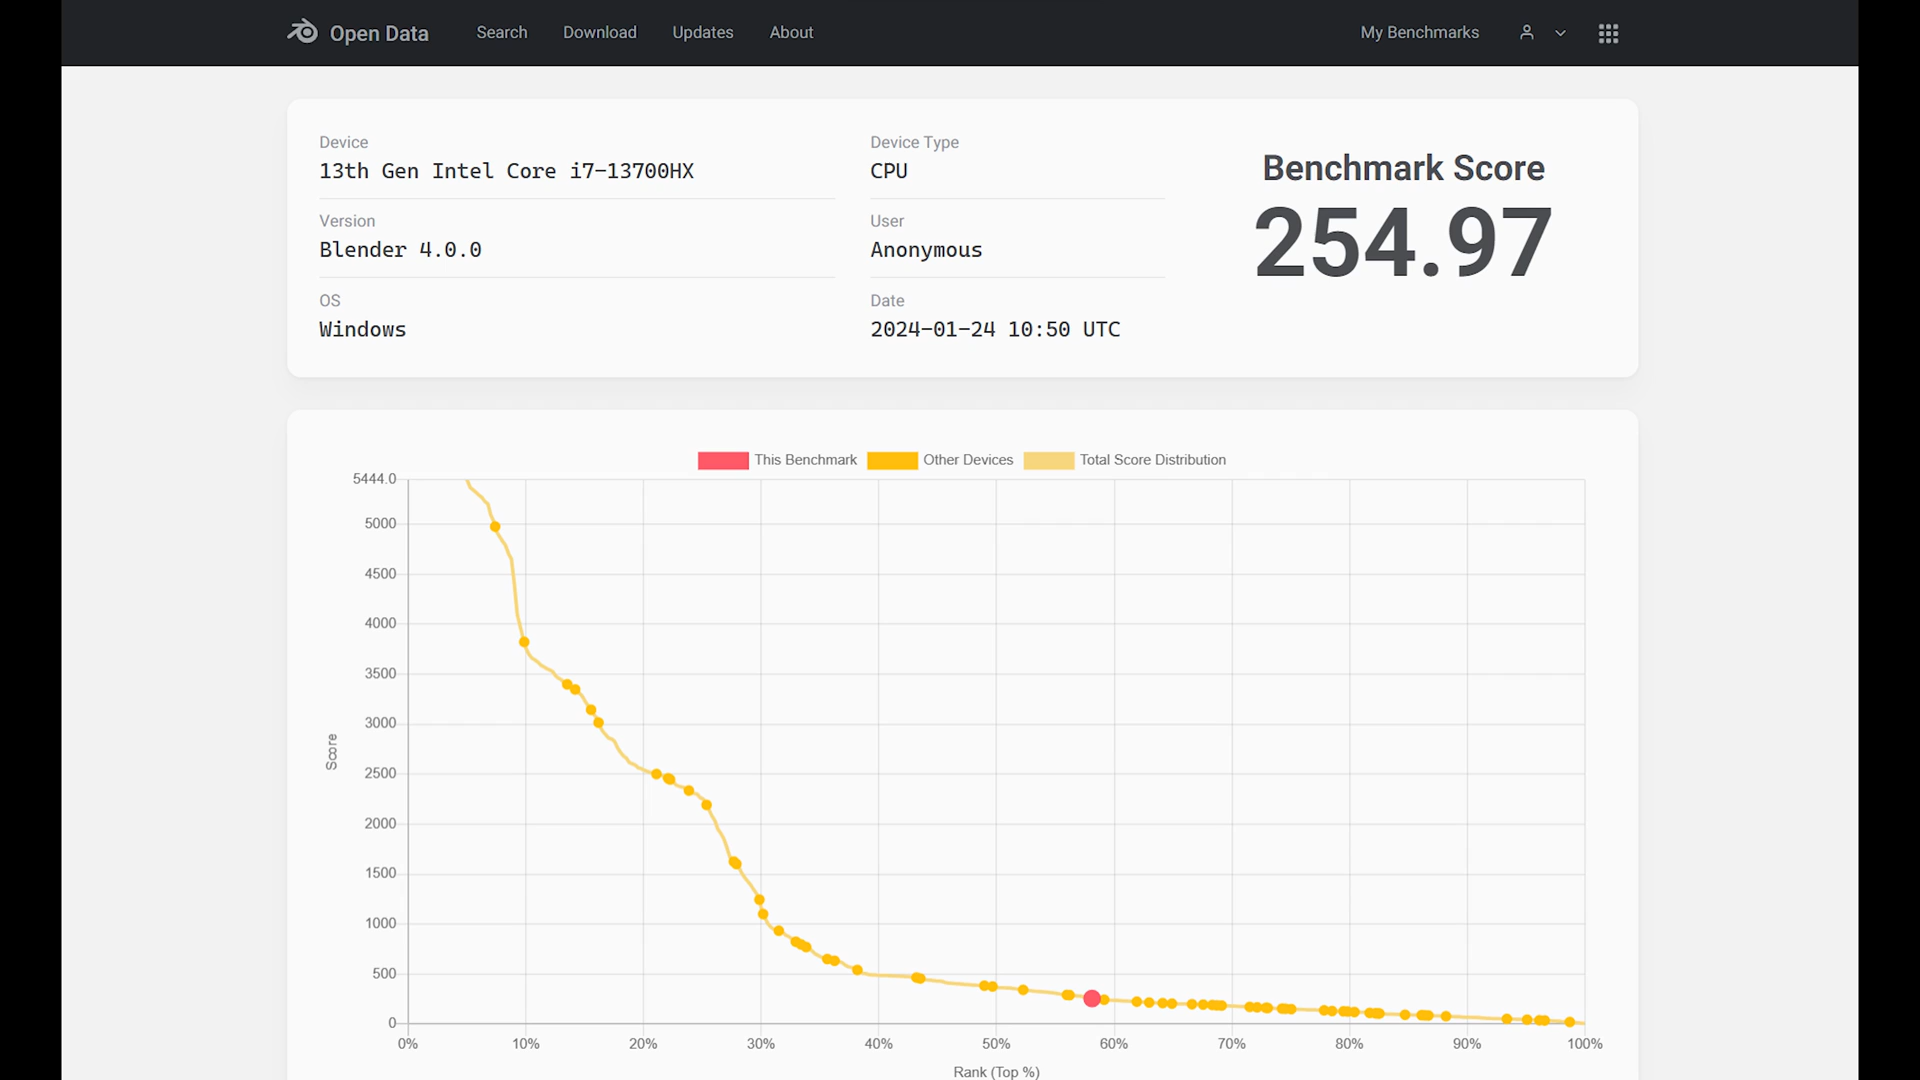 Open Data Search Download Updates About My Benchmarks
Device
13th Gen Intel Core i7-13700HX
Device Type
CPU
Version
Blender 4.0.0
User
Anonymous
OS
Windows
Date
2024-01-24 10:50 UTC
Benchmark Score
254.97
This Benchmark Other Devices Total Score Distribution
5444.0
5000
4500
4000
3500
3000
2500
2000
1500
1000
500
0
Score
0% 10% 20% 30% 40% 50% 60% 70% 80% 90% 100%
Rank (Top %)